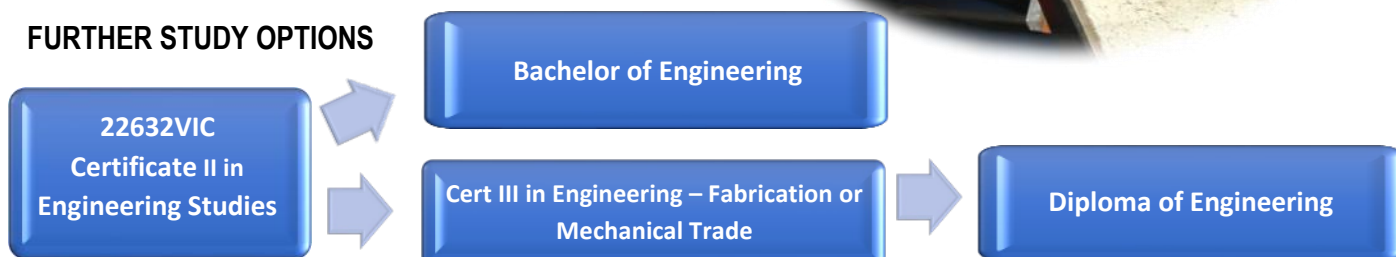 FURTHER STUDY OPTIONS
Bachelor of Engineering
22632VIC
Certificate II in
Engineering Studies
Cert III in Engineering – Fabrication or
Mechanical Trade
Diploma of Engineering